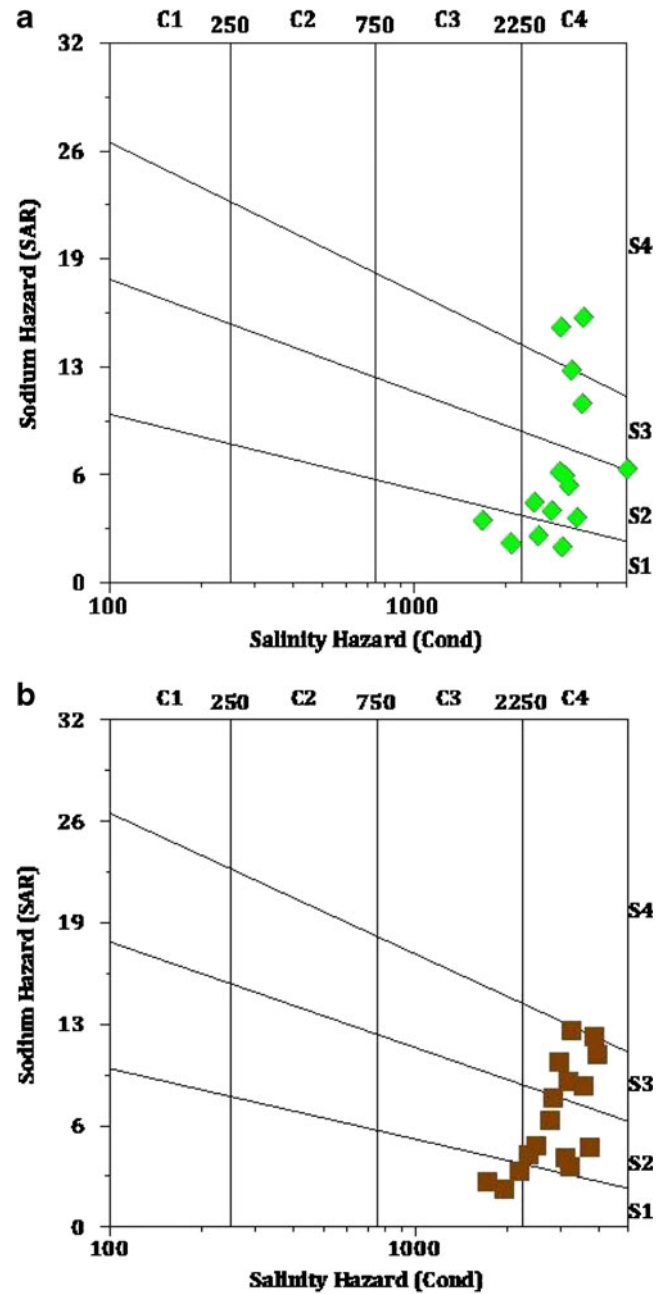 a
C1 250 C2 750 C3 2250 C4
32
26
19
13
6
0
Sodium Hazard (SAR)
S4
S3
S2
S1
100 1000
Salinity Hazard (Cond)
b
C1 250 C2 750 C3 2250 C4
32
26
19
13
6
0
Sodium Hazard (SAR)
S4
S3
S2
S1
100 1000
Salinity Hazard (Cond)